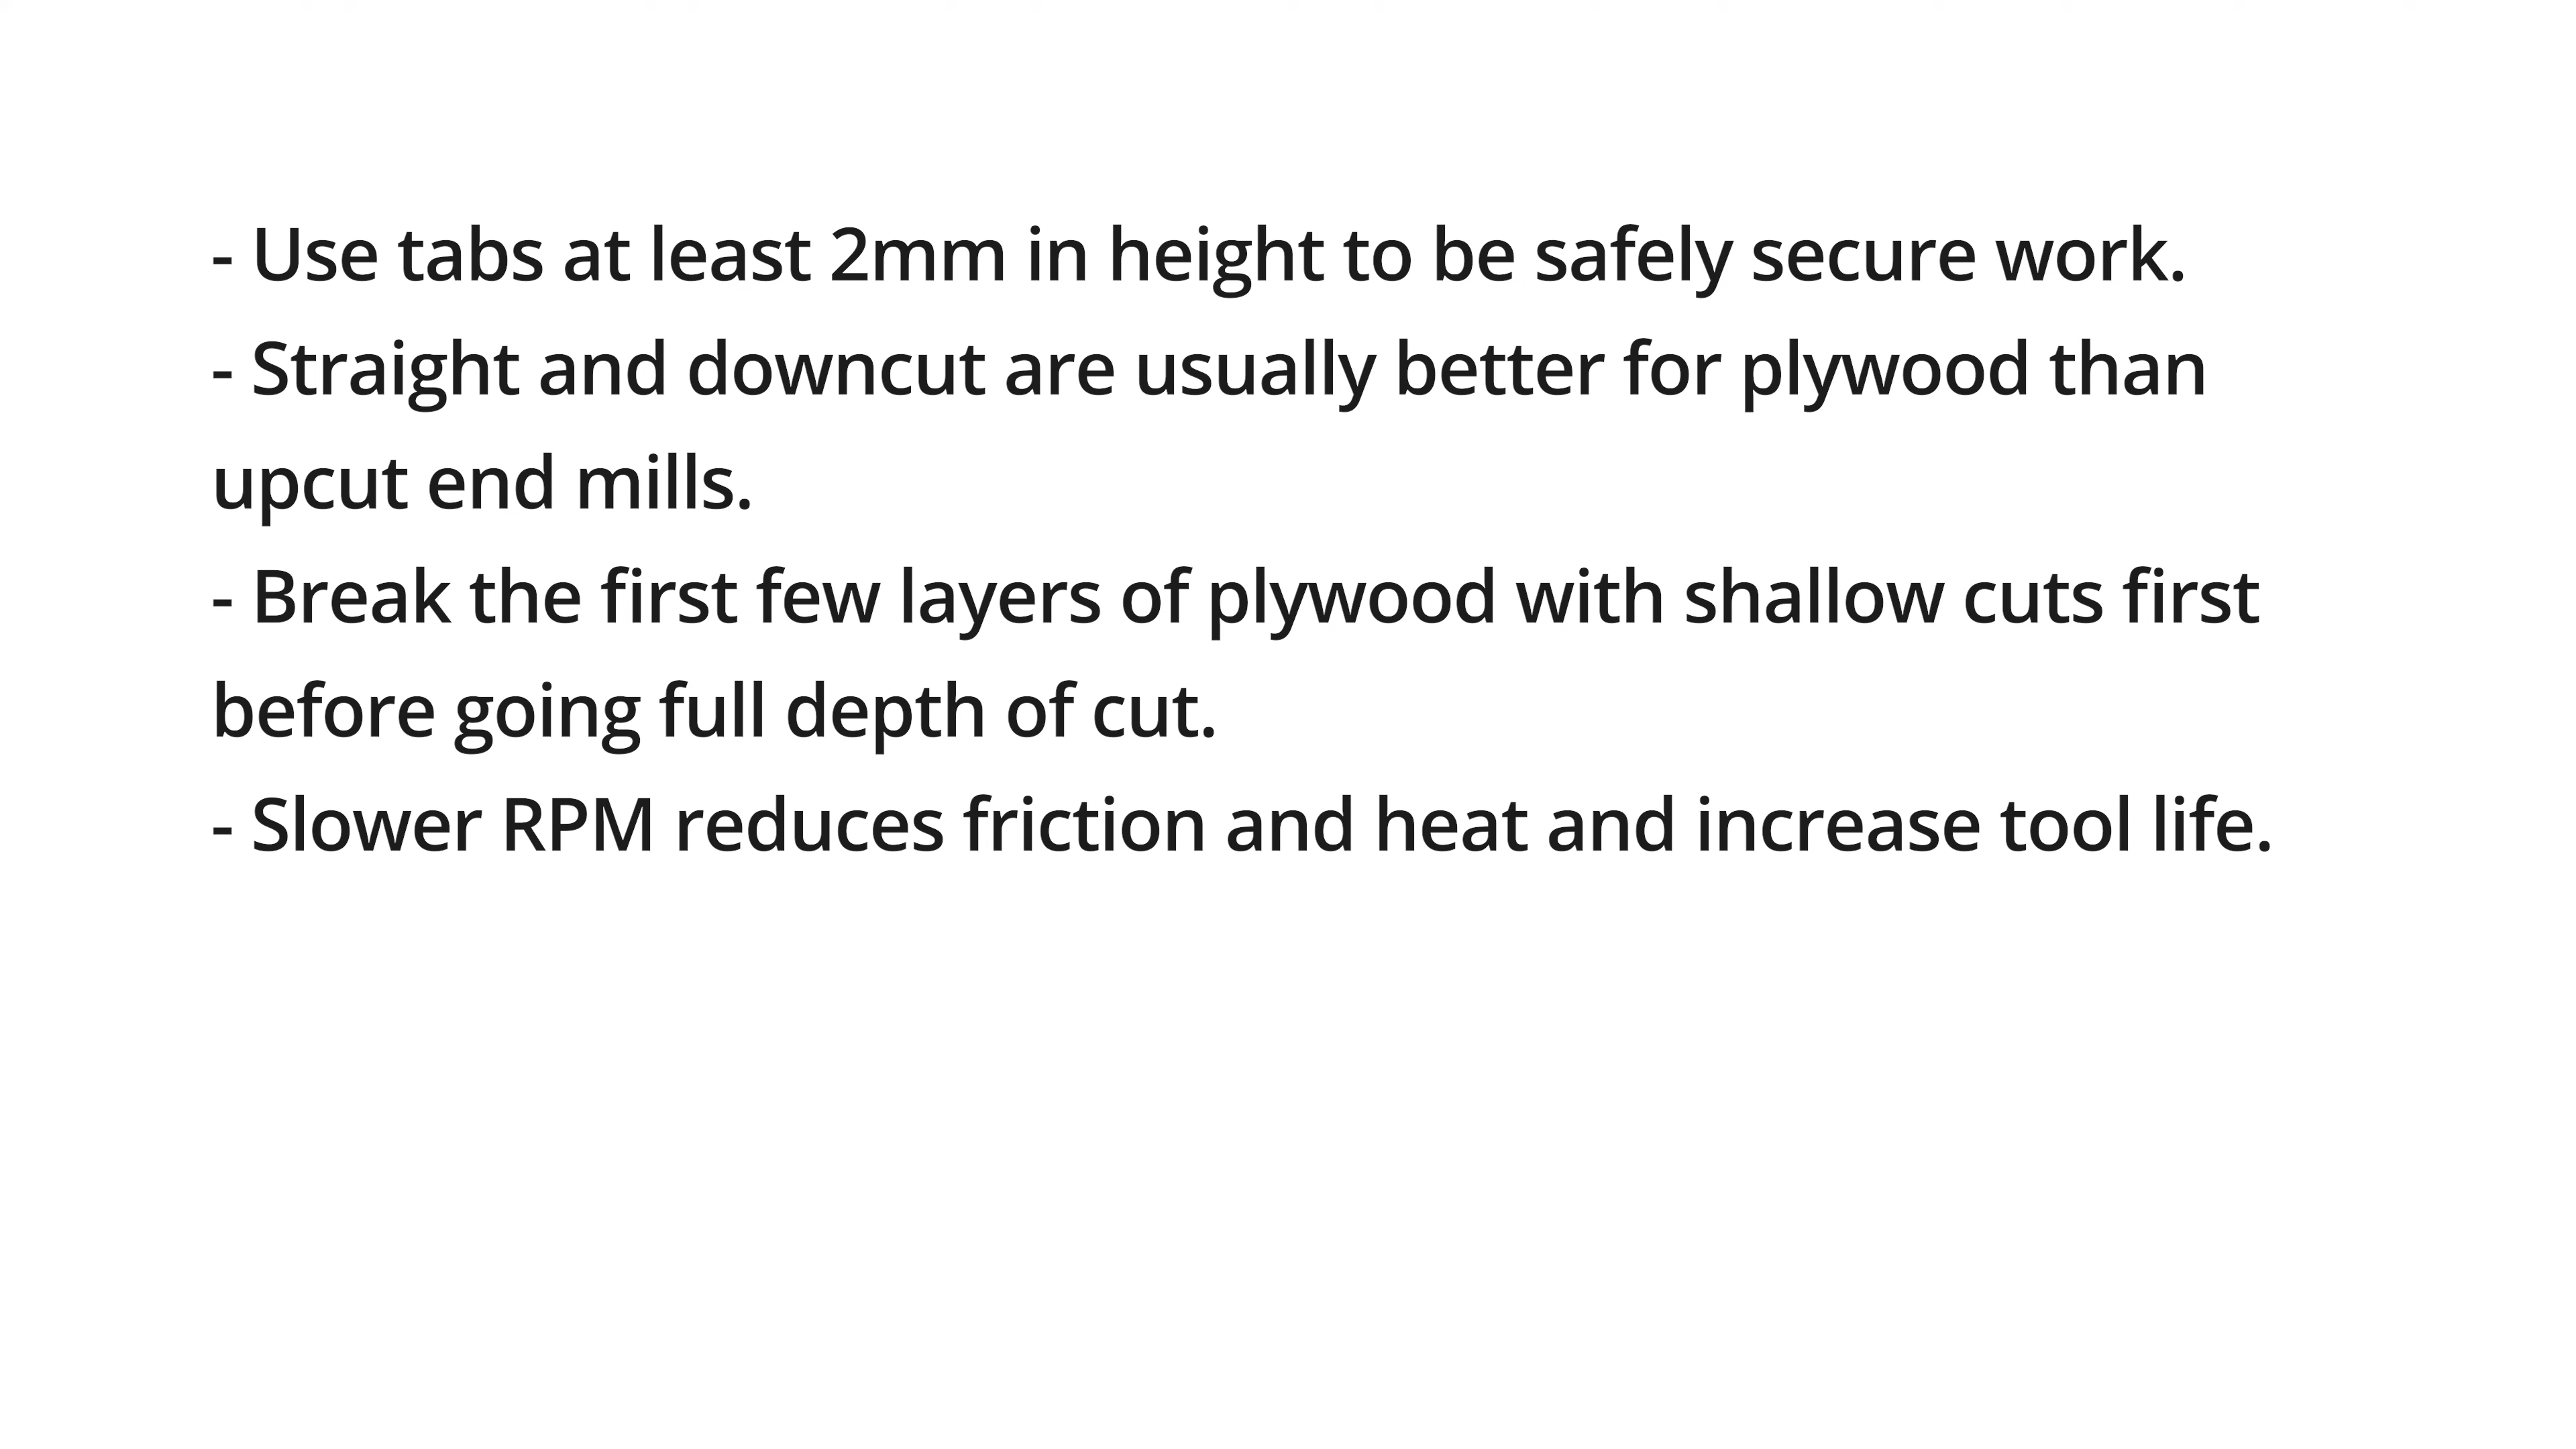 - Use tabs at least 2mm in height to be safely secure work.
- Straight and downcut are usually better for plywood than
upcut end mills.
- Break the first few layers of plywood with shallow cuts first
before going full depth of cut.
- Slower RPM reduces friction and heat and increase tool life.